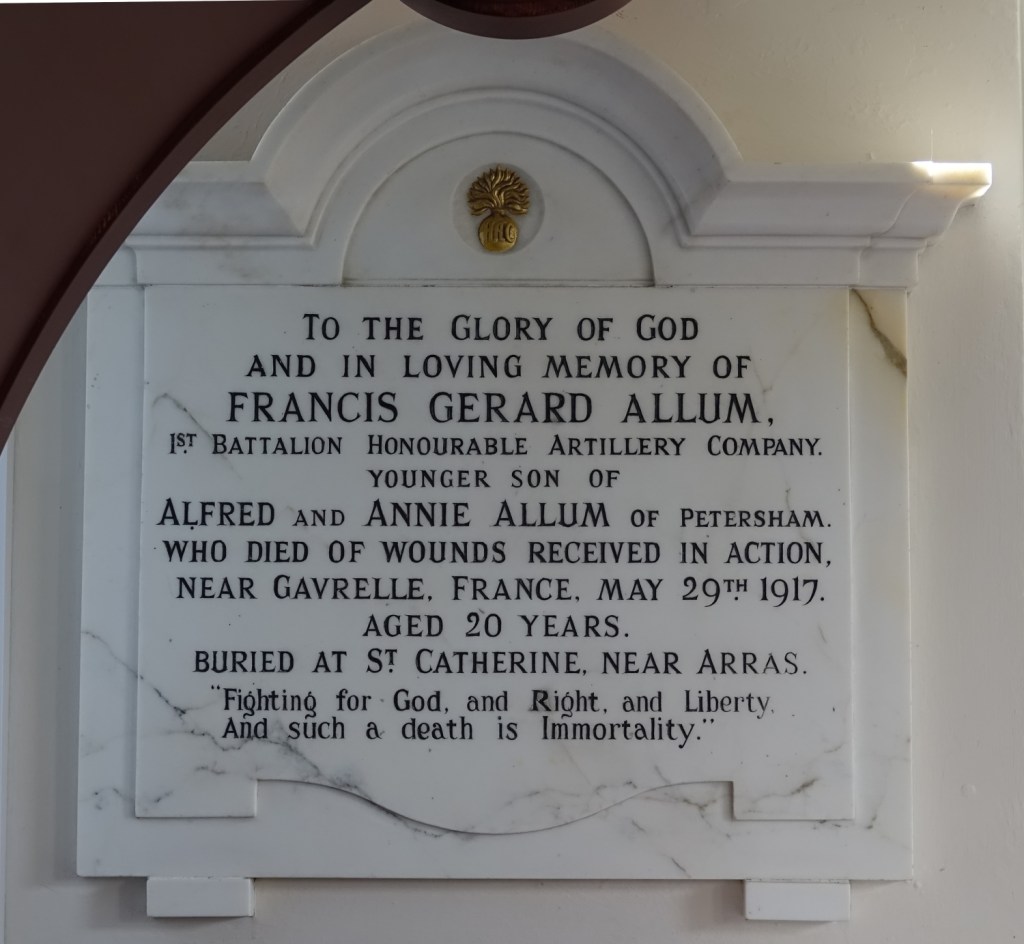 TO THE GLORY OF GOD
AND IN LOVING MEMORY OF
FRANCIS GERARD ALLUM,
1ST. BATTALION HONOURABLE ARTILLERY COMPANY.
YOUNGER SON OF
ALFRED AND ANNIE ALLUM OF PETERSHAM.
WHO DIED OF WOUNDS RECEIVED IN ACTION,
NEAR GAVRELLE, FRANCE, MAY 29TH. 1917.
AGED 20 YEARS.
BURIED AT ST. CATHERINE, NEAR ARRAS.
"Fighting for God, and Right, and Liberty,
And such a death is Immortality."